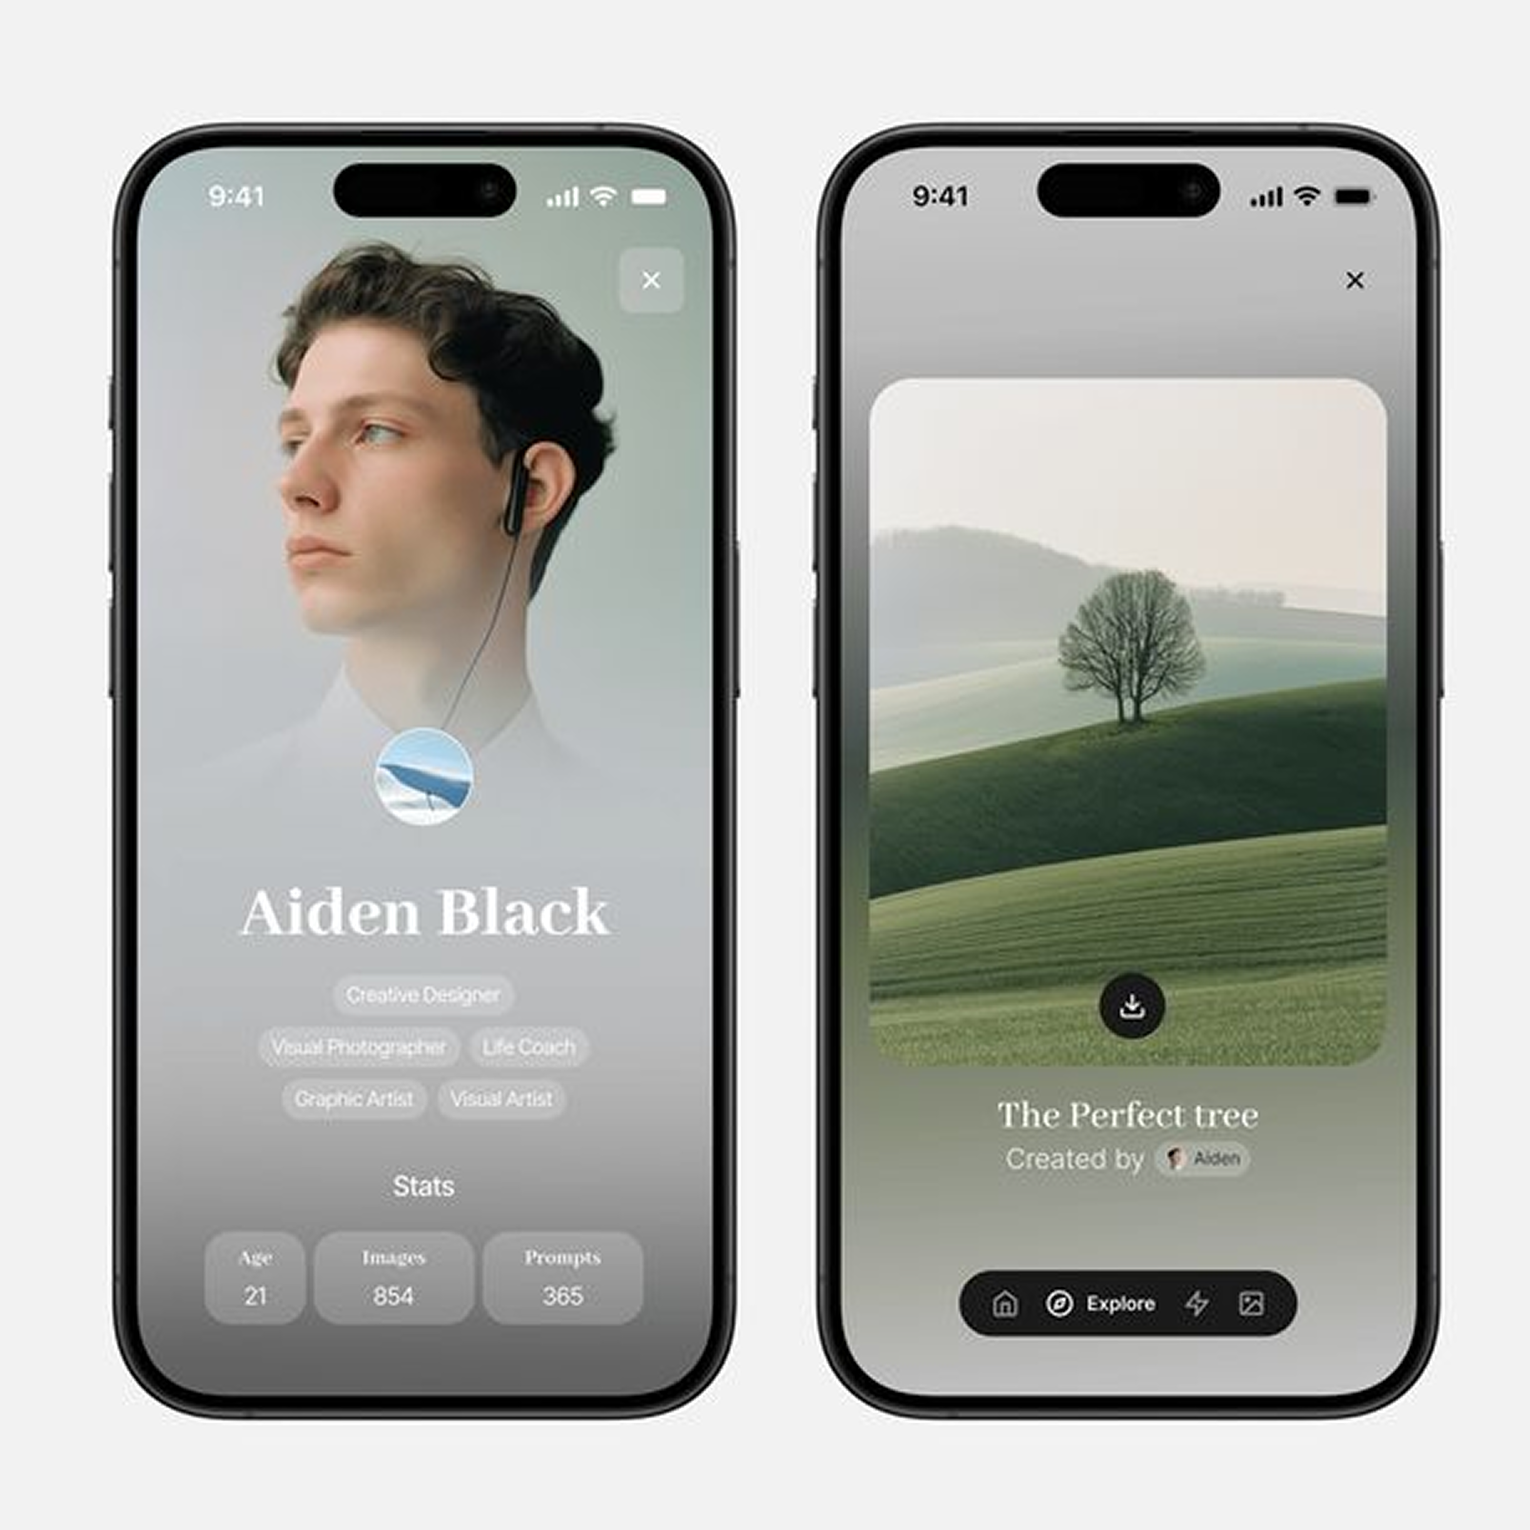 9:41
Aiden Black
Creative Designer
Visual Photographer Life Coach
Graphic Artist Visual Artist
Stats
Age Images Prompts
21 854 365
9:41
The Perfect tree
Created by Aiden
Explore